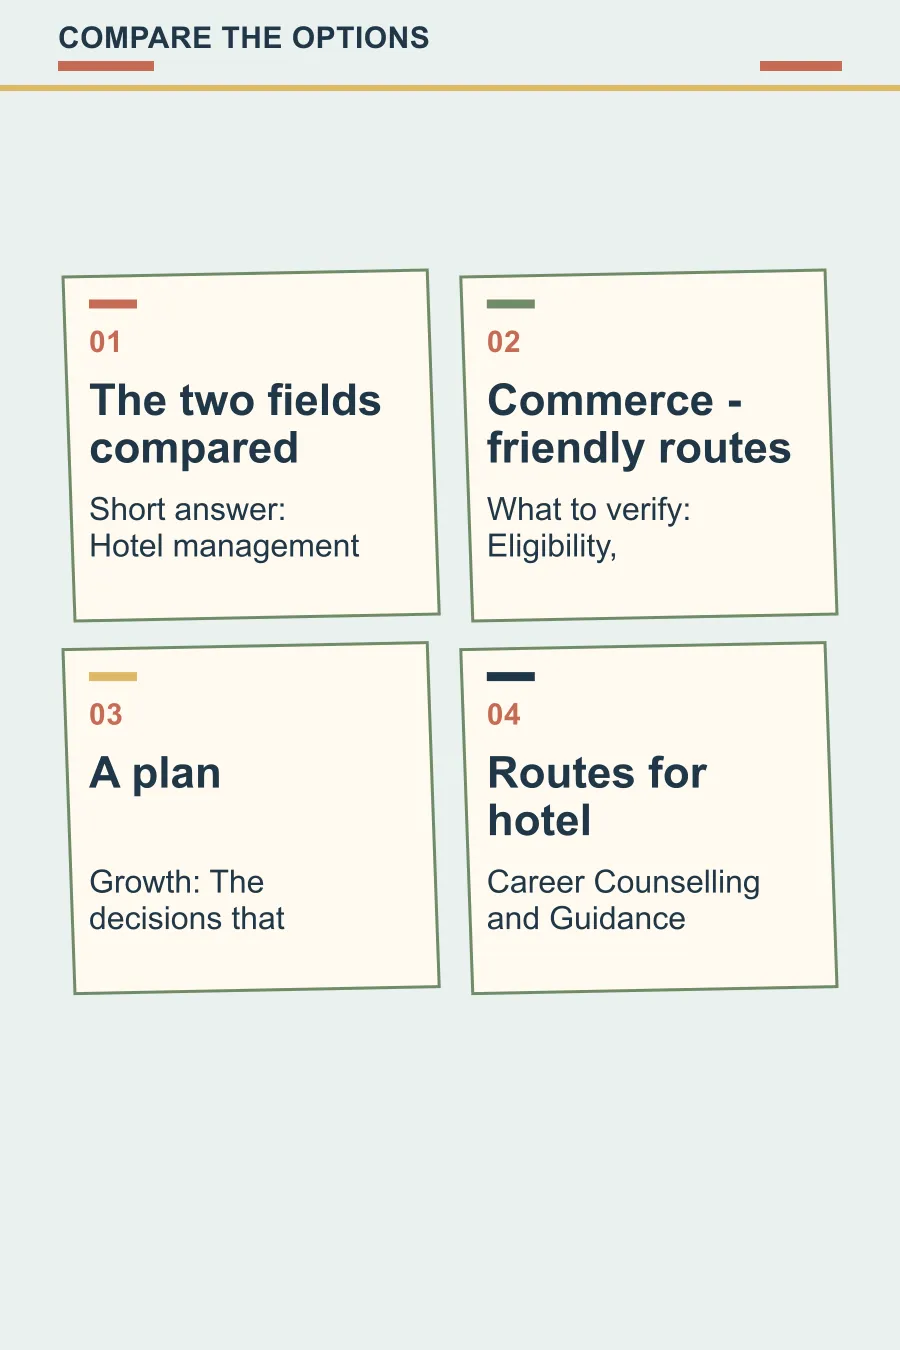 COMPARE THE OPTIONS
01
The two fields
compared
Short answer:
Hotel management
02
Commerce -
friendly routes
What to verify:
Eligibility,
03
A plan
Growth: The
decisions that
04
Routes for
hotel
Career Counselling
and Guidance